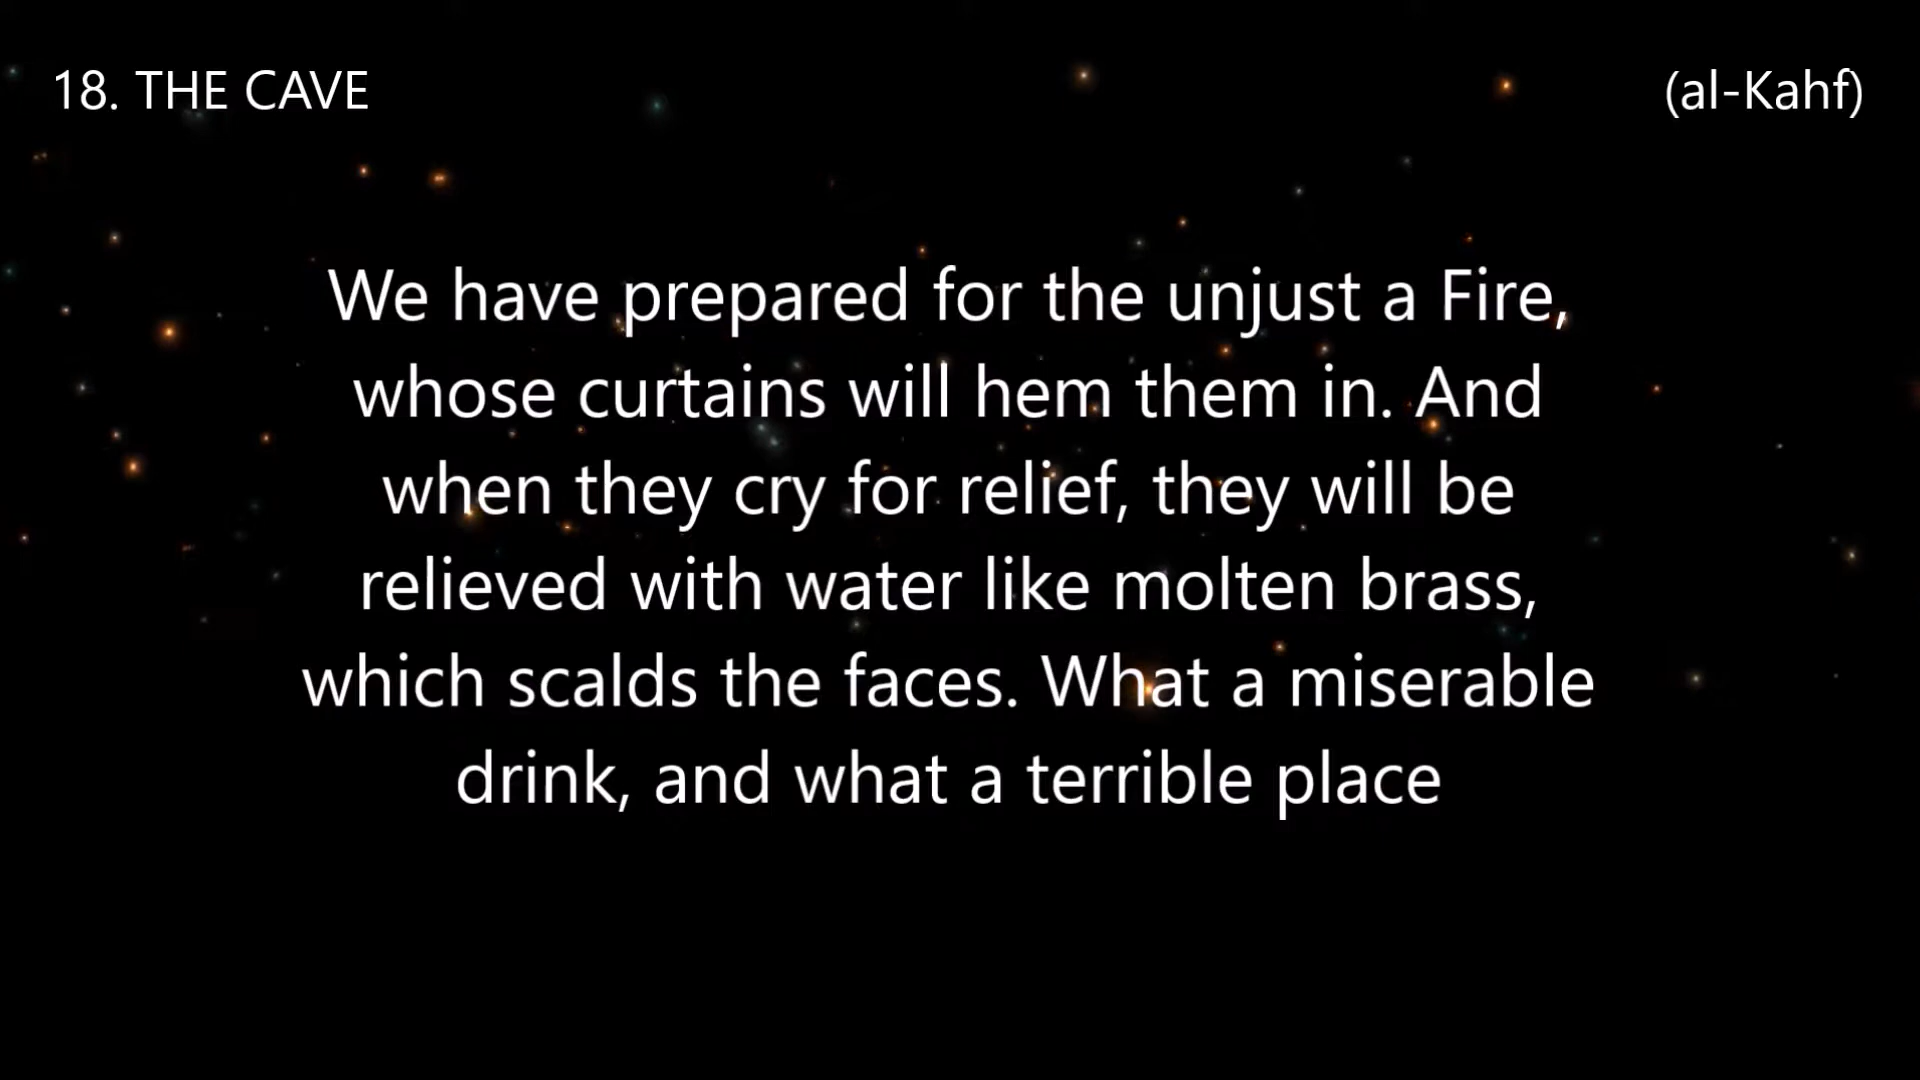 18. THE CAVE
(al-Kahf)
We have prepared for the unjust a Fire,
whose curtains will hem them in. And
when they cry for relief, they will be
relieved with water like molten brass,
which scalds the faces. What a miserable
drink, and what a terrible place